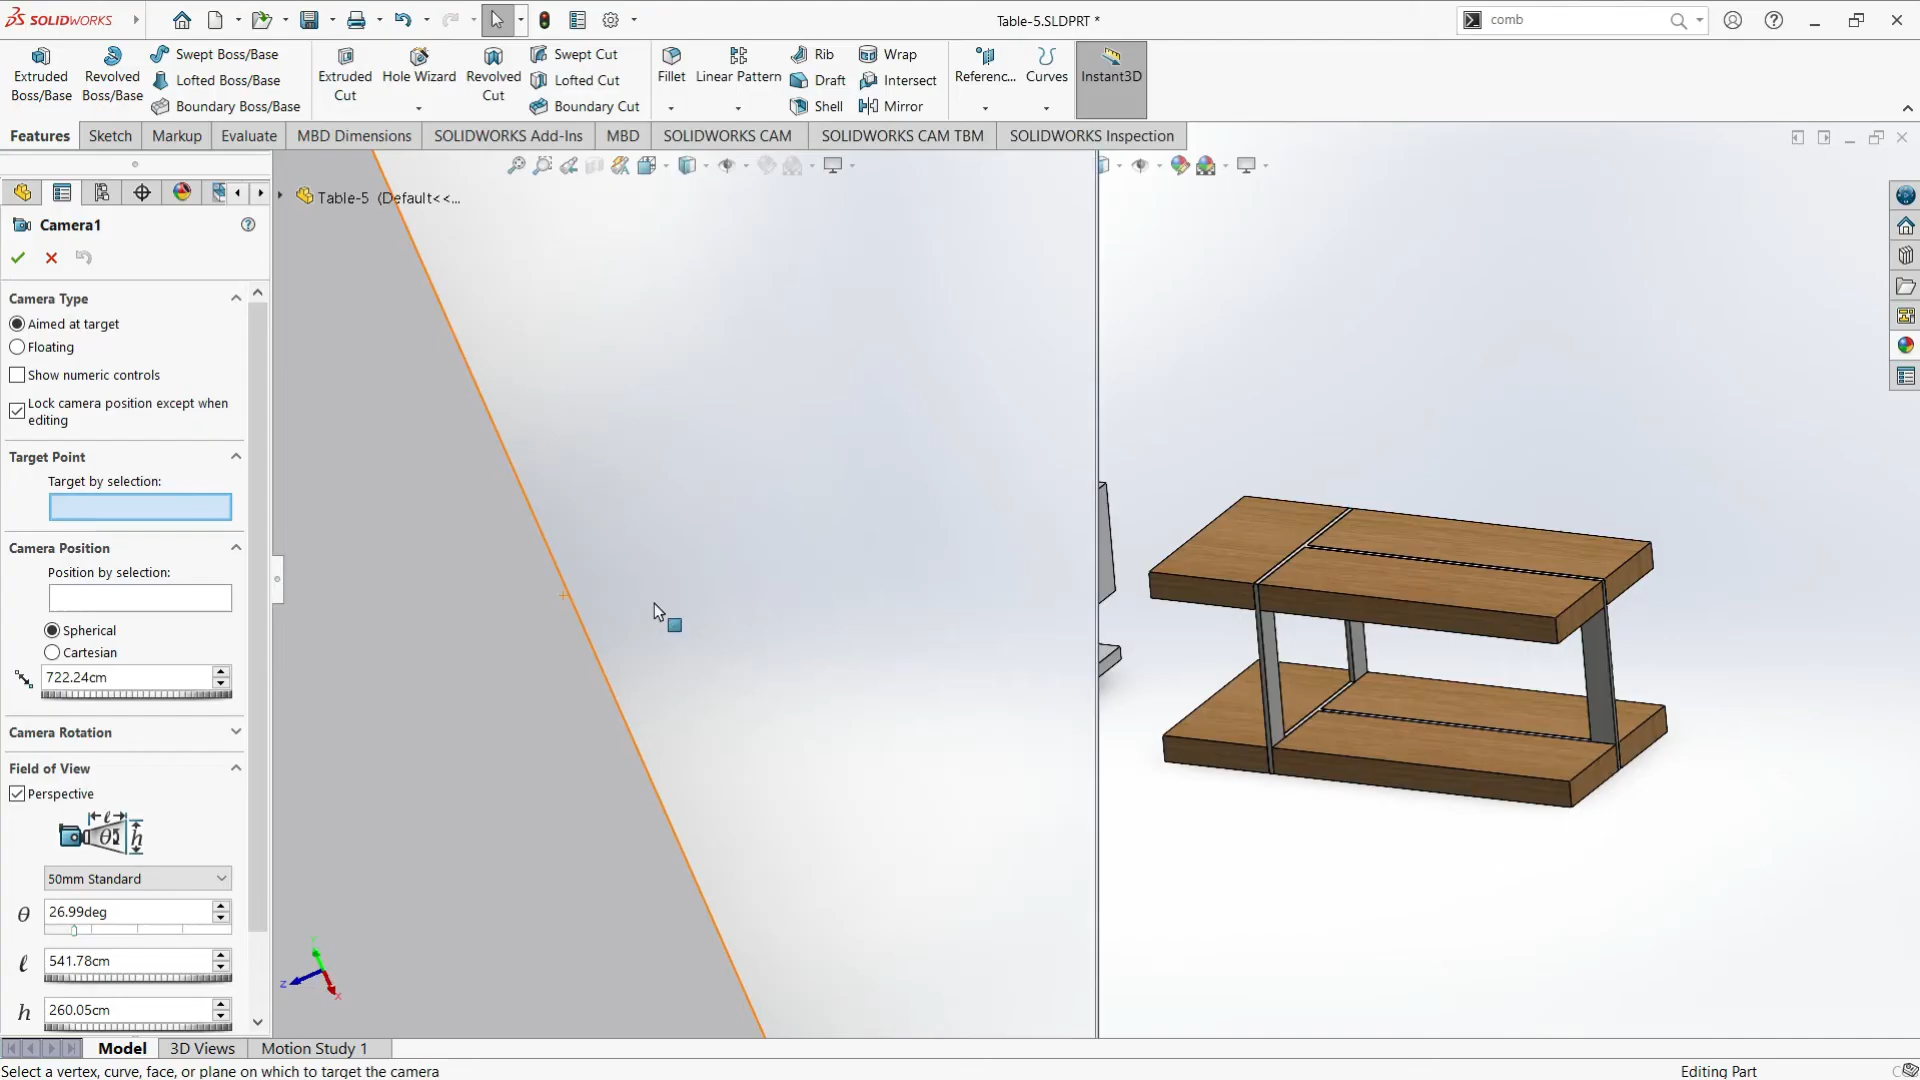 SOLIDWORKS
Table-5.SLDPRT *
comb
Extruded Boss/Base
Revolved Boss/Base
Swept Boss/Base
Lofted Boss/Base
Boundary Boss/Base
Extruded Cut
Hole Wizard
Revolved Cut
Swept Cut
Lofted Cut
Boundary Cut
Fillet
Linear Pattern
Rib
Draft
Shell
Wrap
Intersect
Mirror
Referenc...
Curves
Instant3D
Features
Sketch
Markup
Evaluate
MBD Dimensions
SOLIDWORKS Add-Ins
MBD
SOLIDWORKS CAM
SOLIDWORKS CAM TBM
SOLIDWORKS Inspection
Table-5 (Default<<...
Camera1
Camera Type
Aimed at target
Floating
Show numeric controls
Lock camera position except when
editing
Target Point
Target by selection:
Camera Position
Position by selection:
Spherical
Cartesian
722.24cm
Camera Rotation
Field of View
Perspective
ℓ
θ
h
50mm Standard
θ
26.99deg
ℓ
541.78cm
h
260.05cm
Y
Z
X
Model
3D Views
Motion Study 1
Select a vertex, curve, face, or plane on which to target the camera
Editing Part